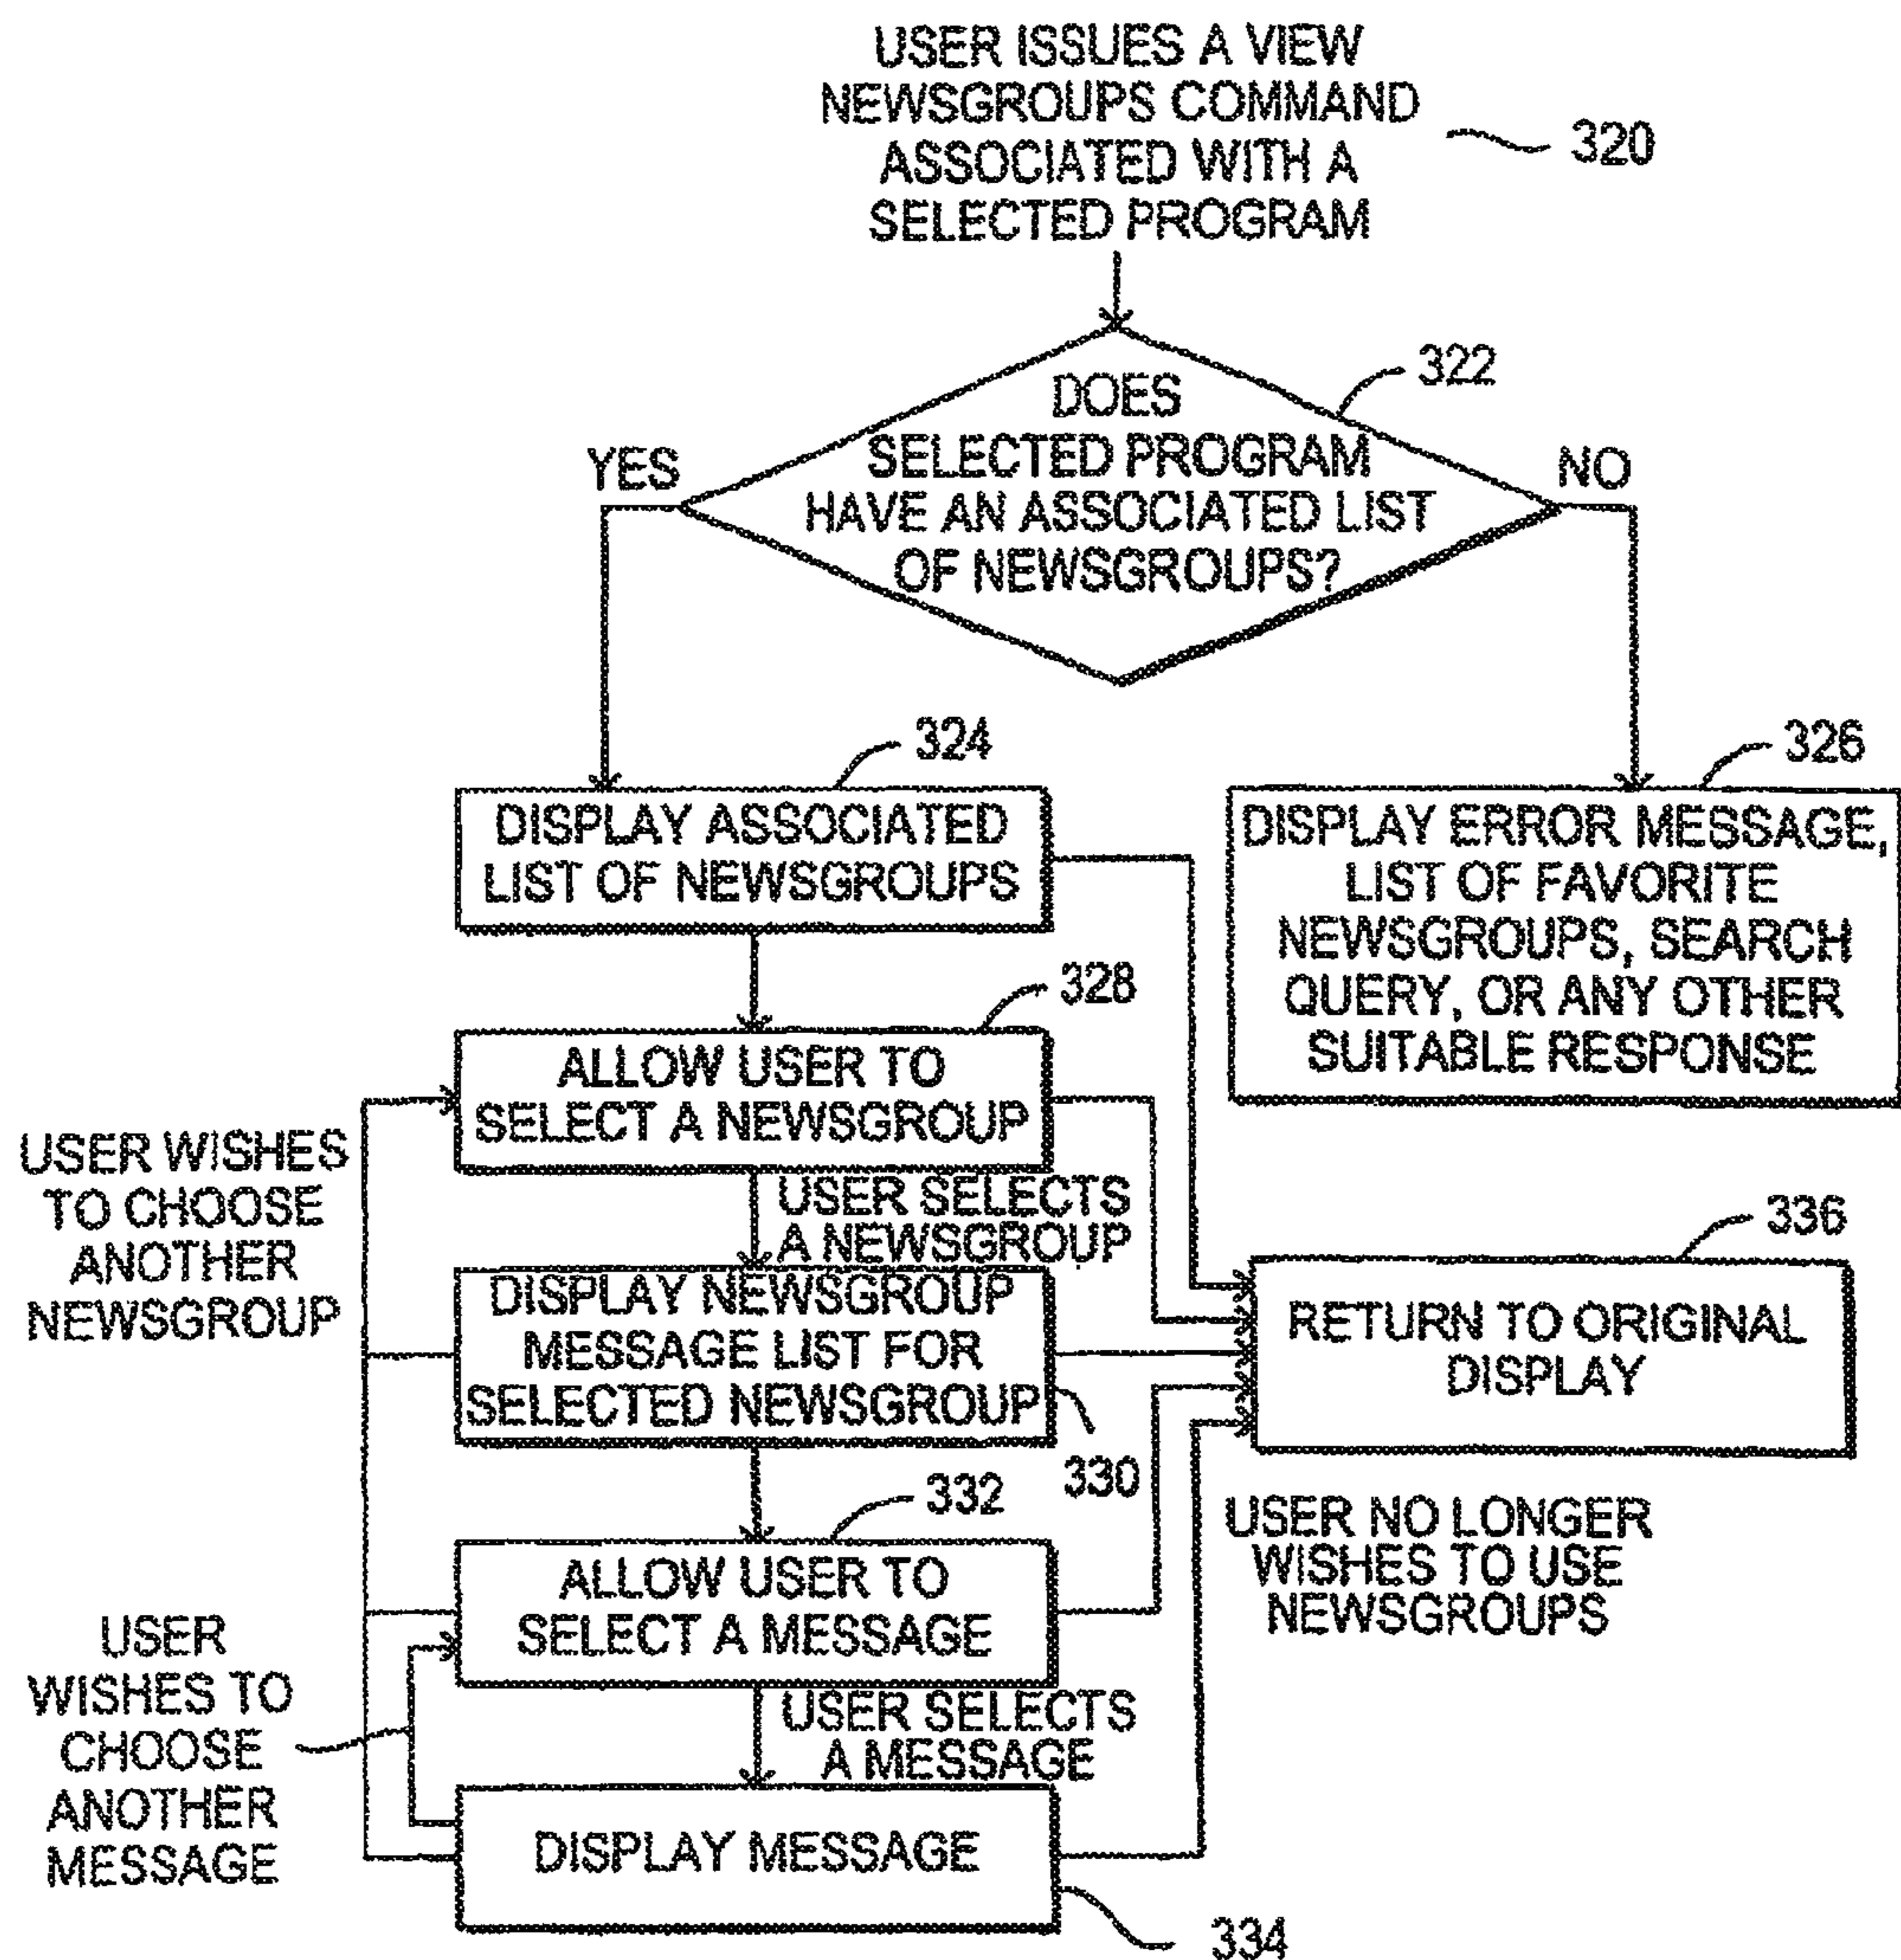 USER ISSUES A VIEW
NEWSGROUPS COMMAND
ASSOCIATED WITH A
SELECTED PROGRAM
320
322
DOES
SELECTED PROGRAM
HAVE AN ASSOCIATED LIST
OF NEWSGROUPS?
YES
NO
324
DISPLAY ASSOCIATED
LIST OF NEWSGROUPS
326
DISPLAY ERROR MESSAGE,
LIST OF FAVORITE
NEWSGROUPS, SEARCH
QUERY, OR ANY OTHER
SUITABLE RESPONSE
328
ALLOW USER TO
SELECT A NEWSGROUP
USER WISHES
TO CHOOSE
ANOTHER
NEWSGROUP
USER SELECTS
A NEWSGROUP
336
RETURN TO ORIGINAL
DISPLAY
DISPLAY NEWSGROUP
MESSAGE LIST FOR
SELECTED NEWSGROUP
330
332
ALLOW USER TO
SELECT A MESSAGE
USER NO LONGER
WISHES TO USE
NEWSGROUPS
USER
WISHES TO
CHOOSE
ANOTHER
MESSAGE
USER SELECTS
A MESSAGE
DISPLAY MESSAGE
334